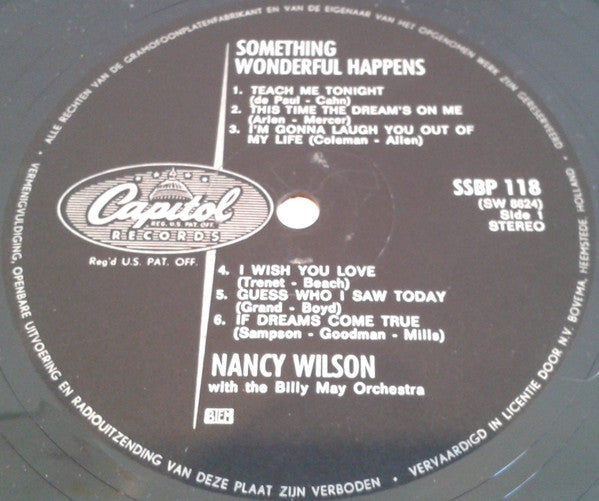 ALLE RECHTEN VAN DE GRAMOFOONPLATENFABRIKANT EN VAN DE EIGENAAR VAN HET OPGENOMEN WERK ZIJN GERESERVEERD •
VERMENIGVULDIGING, OPENBARE UITVOERING EN RADIOUITZENDING VAN DEZE PLAAT ZIJN VERBODEN •
VERVAARDIGD IN LICENTIE DOOR N.V. BOVEMA, HEEMSTEDE, HOLLAND
SOMETHING
WONDERFUL HAPPENS
1. TEACH ME TONIGHT
(de Paul - Cahn)
2. THIS TIME THE DREAM'S ON ME
(Arlen - Mercer)
3. I'M GONNA LAUGH YOU OUT OF
MY LIFE (Coleman - Allen)
Capitol
REG. U.S. PAT. OFF.
RECORDS
Reg'd U.S. PAT. OFF.
SSBP 118
(SW 8624)
Side 1
STEREO
4. I WISH YOU LOVE
(Trenet - Beach)
5. GUESS WHO I SAW TODAY
(Grand - Boyd)
6. IF DREAMS COME TRUE
(Sampson - Goodman - Mills)
NANCY WILSON
with the Billy May Orchestra
BIEM